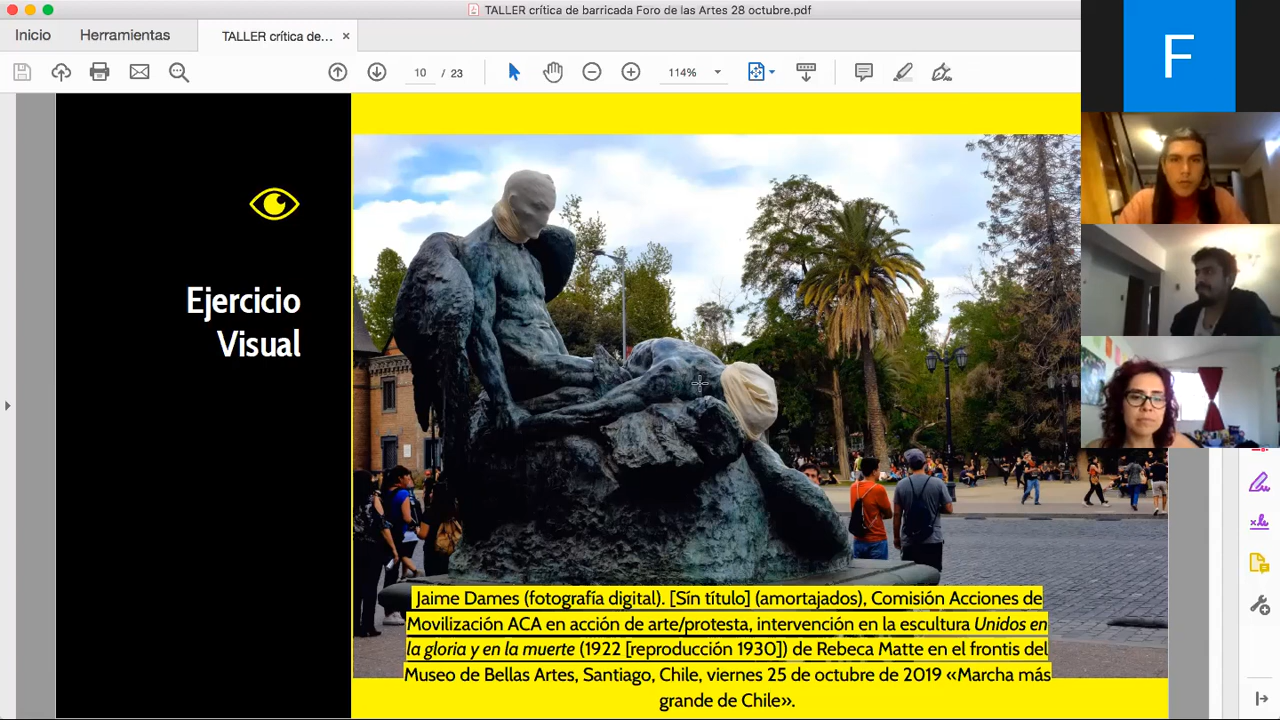 TALLER crítica de barricada Foro de las Artes 28 octubre.pdf
Inicio
Herramientas
TALLER crítica de...
10 / 23
114%
F
Ejercicio
Visual
Jaime Dames (fotografía digital). [Sín título] (amortajados), Comisión Acciones de
Movilización ACA en acción de arte/protesta, intervención en la escultura Unidos en
la gloria y en la muerte (1922 [reproducción 1930]) de Rebeca Matte en el frontis del
Museo de Bellas Artes, Santiago, Chile, viernes 25 de octubre de 2019 «Marcha más
grande de Chile».